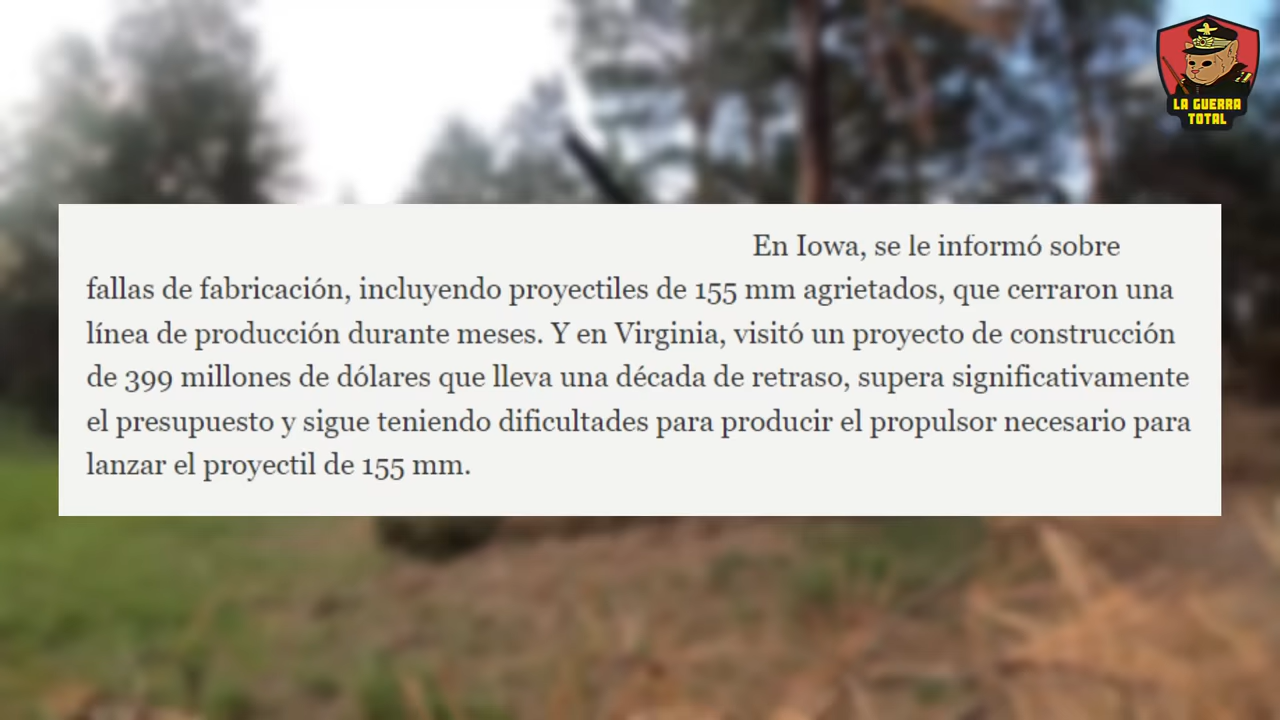 LA GUERRA
TOTAL
En Iowa, se le informó sobre
fallas de fabricación, incluyendo proyectiles de 155 mm agrietados, que cerraron una
línea de producción durante meses. Y en Virginia, visitó un proyecto de construcción
de 399 millones de dólares que lleva una década de retraso, supera significativamente
el presupuesto y sigue teniendo dificultades para producir el propulsor necesario para
lanzar el proyectil de 155 mm.